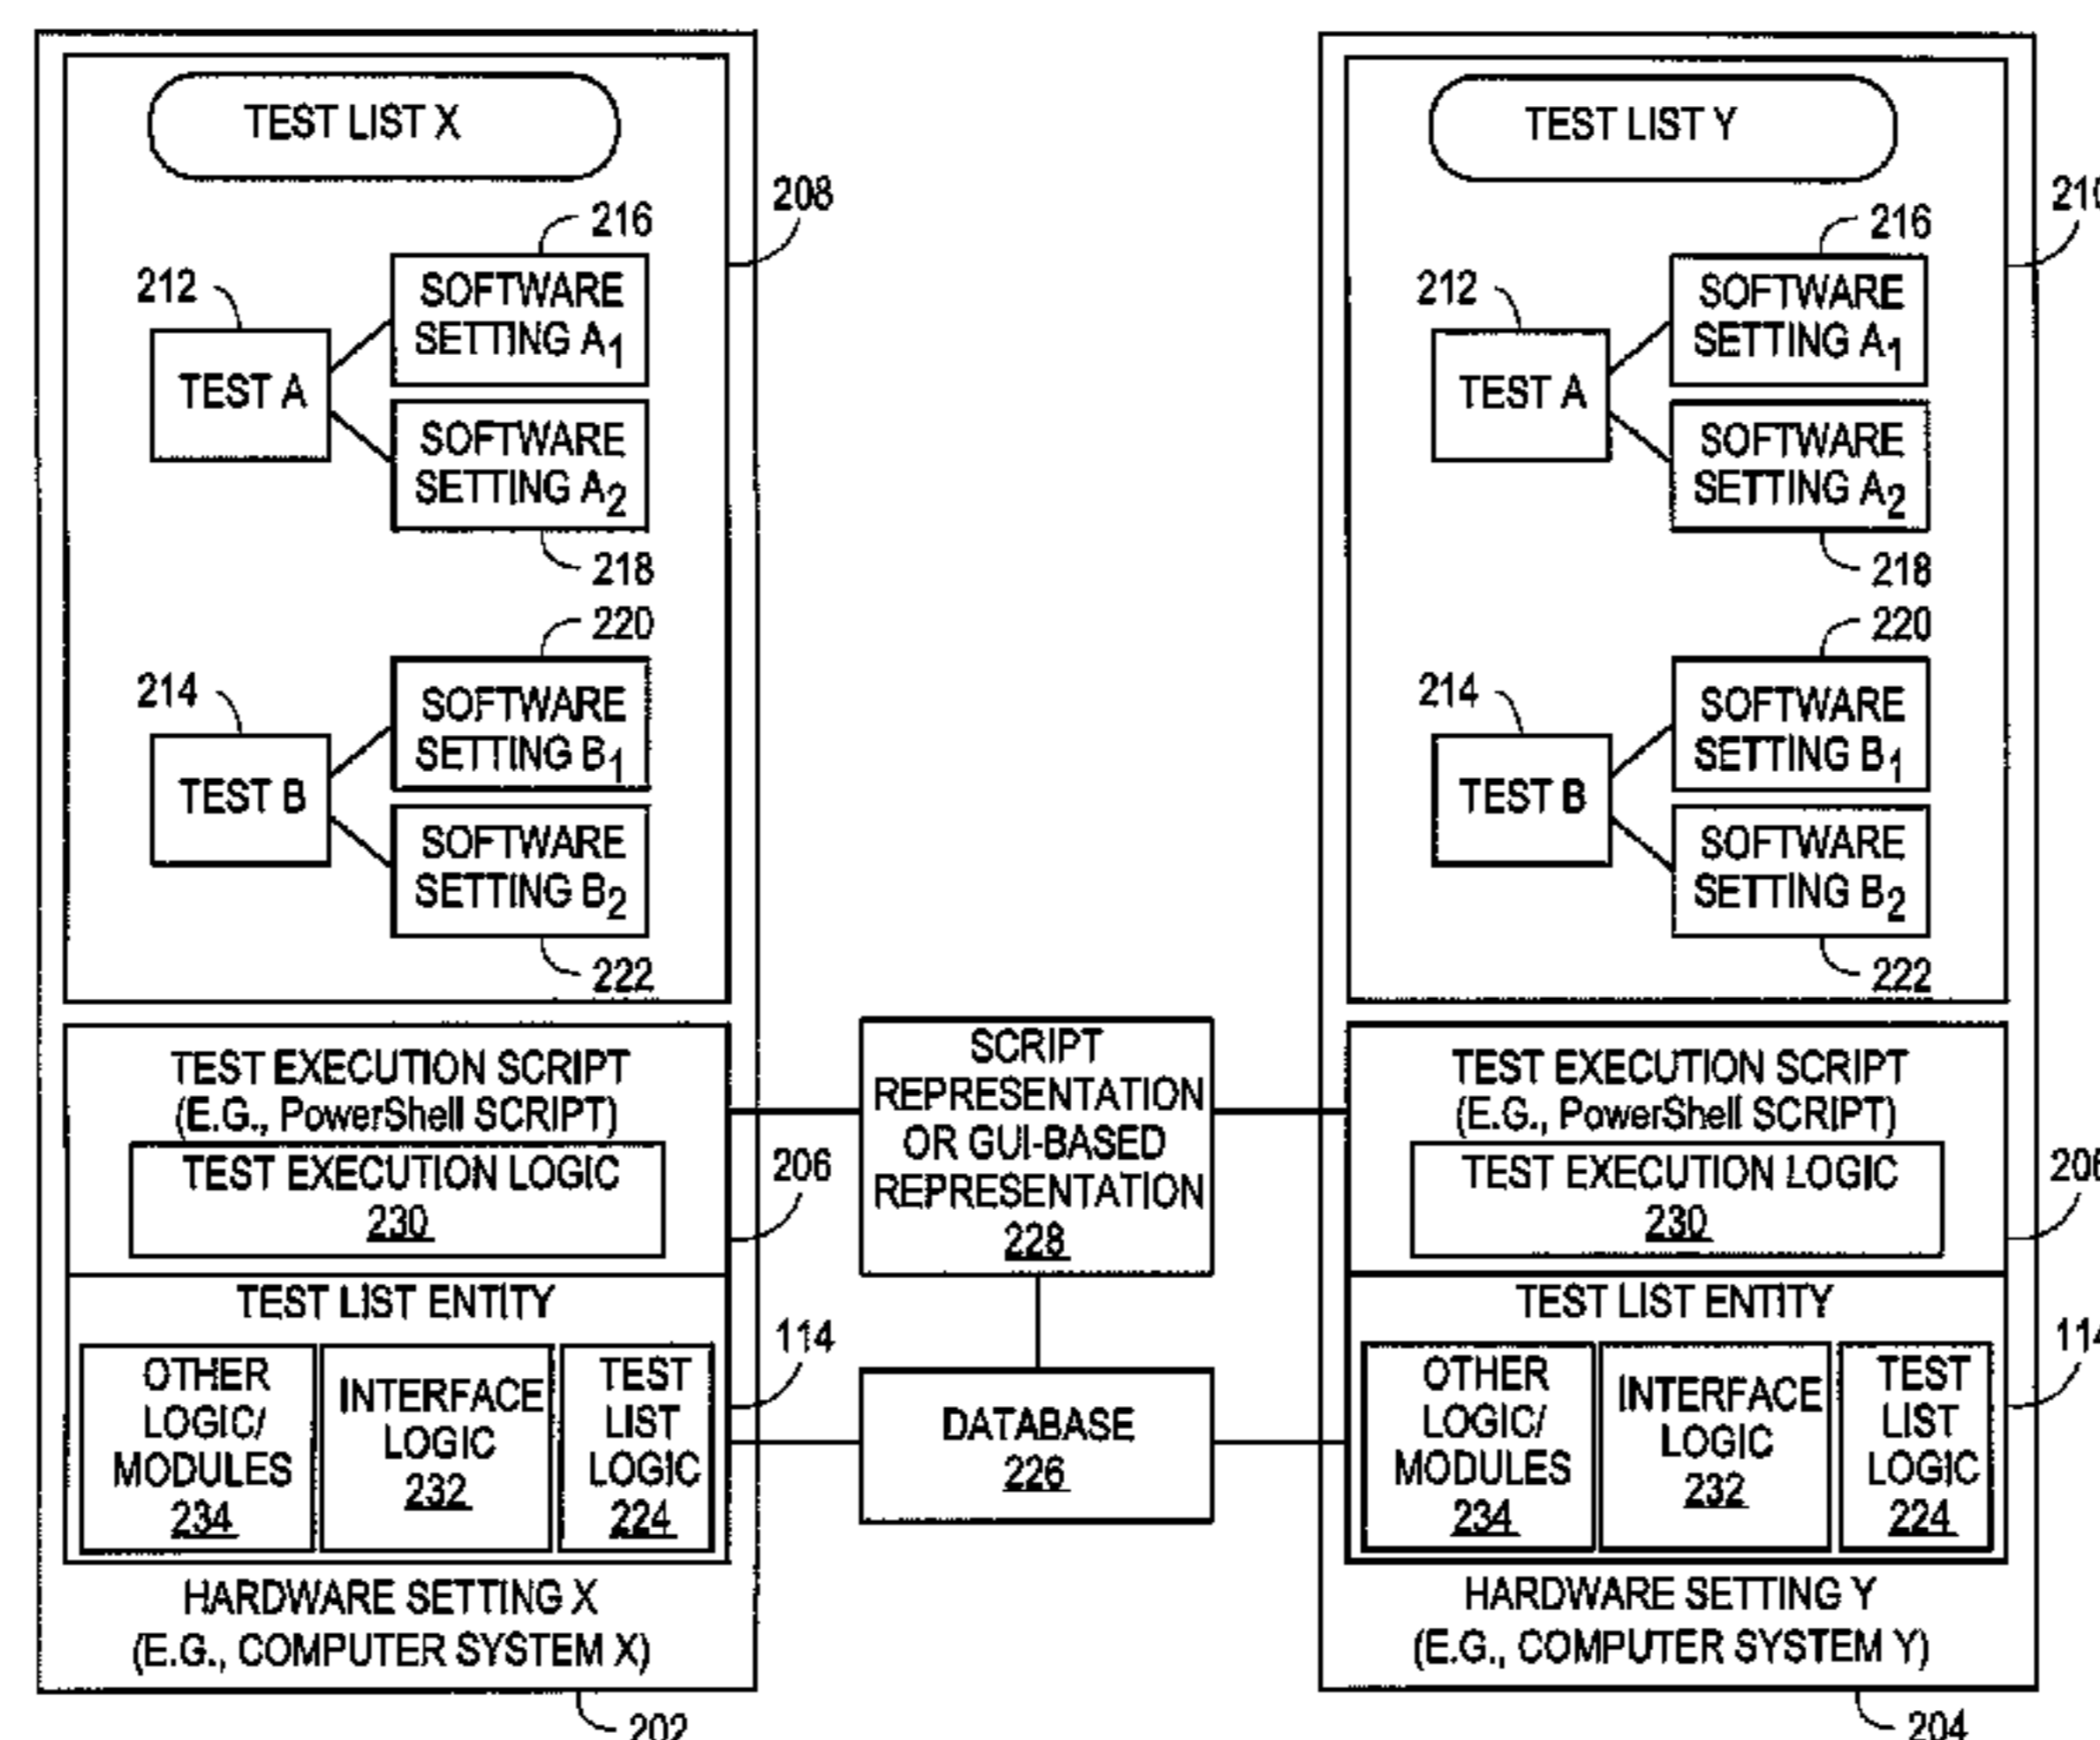 TEST LIST X
208
216
212
SOFTWARE
SETTING A1
TEST A
SOFTWARE
SETTING A2
218
220
214
SOFTWARE
SETTING B1
TEST B
SOFTWARE
SETTING B2
222
TEST EXECUTION SCRIPT
(E.G., PowerShell SCRIPT)
TEST EXECUTION LOGIC
230
206
TEST LIST ENTITY
114
OTHER
LOGIC/
MODULES
234
INTERFACE
LOGIC
232
TEST
LIST
LOGIC
224
HARDWARE SETTING X
(E.G., COMPUTER SYSTEM X)
202
SCRIPT
REPRESENTATION
OR GUI-BASED
REPRESENTATION
228
DATABASE
226
TEST LIST Y
210
216
212
SOFTWARE
SETTING A1
TEST A
SOFTWARE
SETTING A2
218
220
214
SOFTWARE
SETTING B1
TEST B
SOFTWARE
SETTING B2
222
TEST EXECUTION SCRIPT
(E.G., PowerShell SCRIPT)
TEST EXECUTION LOGIC
230
206
TEST LIST ENTITY
114
OTHER
LOGIC/
MODULES
234
INTERFACE
LOGIC
232
TEST
LIST
LOGIC
224
HARDWARE SETTING Y
(E.G., COMPUTER SYSTEM Y)
204